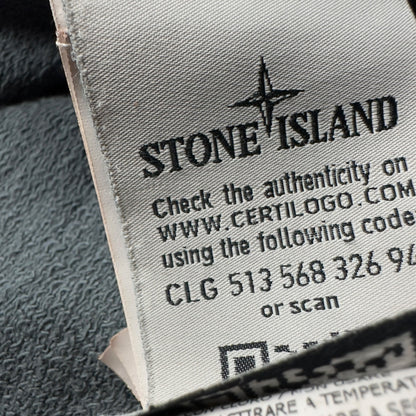 STONE ISLAND
Check the authenticity on
WWW.CERTILOGO.COM
using the following code
CLG 513 568 326 94
or scan